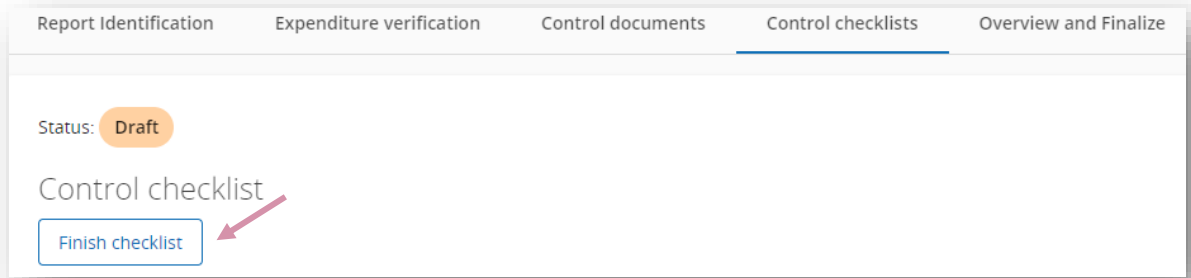 Report Identification Expenditure verification Control documents Control checklists Overview and Finalize
Status: Draft
Control checklist
Finish checklist